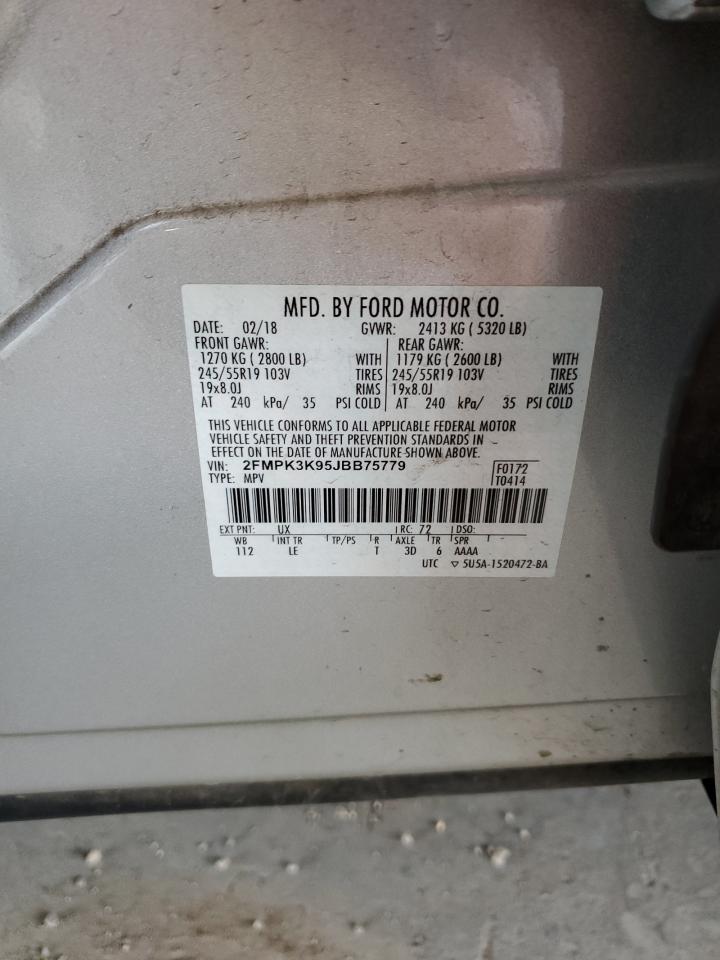 MFD. BY FORD MOTOR CO.
DATE: 02/18 GVWR: 2413 KG ( 5320 LB)
FRONT GAWR: REAR GAWR:
1270 KG ( 2800 LB) WITH 1179 KG ( 2600 LB) WITH
245/55R19 103V TIRES 245/55R19 103V TIRES
19x8.0J RIMS 19x8.0J RIMS
AT 240 kPa/ 35 PSI COLD AT 240 kPa/ 35 PSI COLD
THIS VEHICLE CONFORMS TO ALL APPLICABLE FEDERAL MOTOR
VEHICLE SAFETY AND THEFT PREVENTION STANDARDS IN
EFFECT ON THE DATE OF MANUFACTURE SHOWN ABOVE.
VIN: 2FMPK3K95JBB75779 F0172
TYPE: MPV T0414
EXT PNT: UX RC: 72 DSO:
WB INT TR TP/PS R AXLE TR SPR
112 LE T 3D 6 AAAA
UTC ▽ 5U5A-1520472-BA